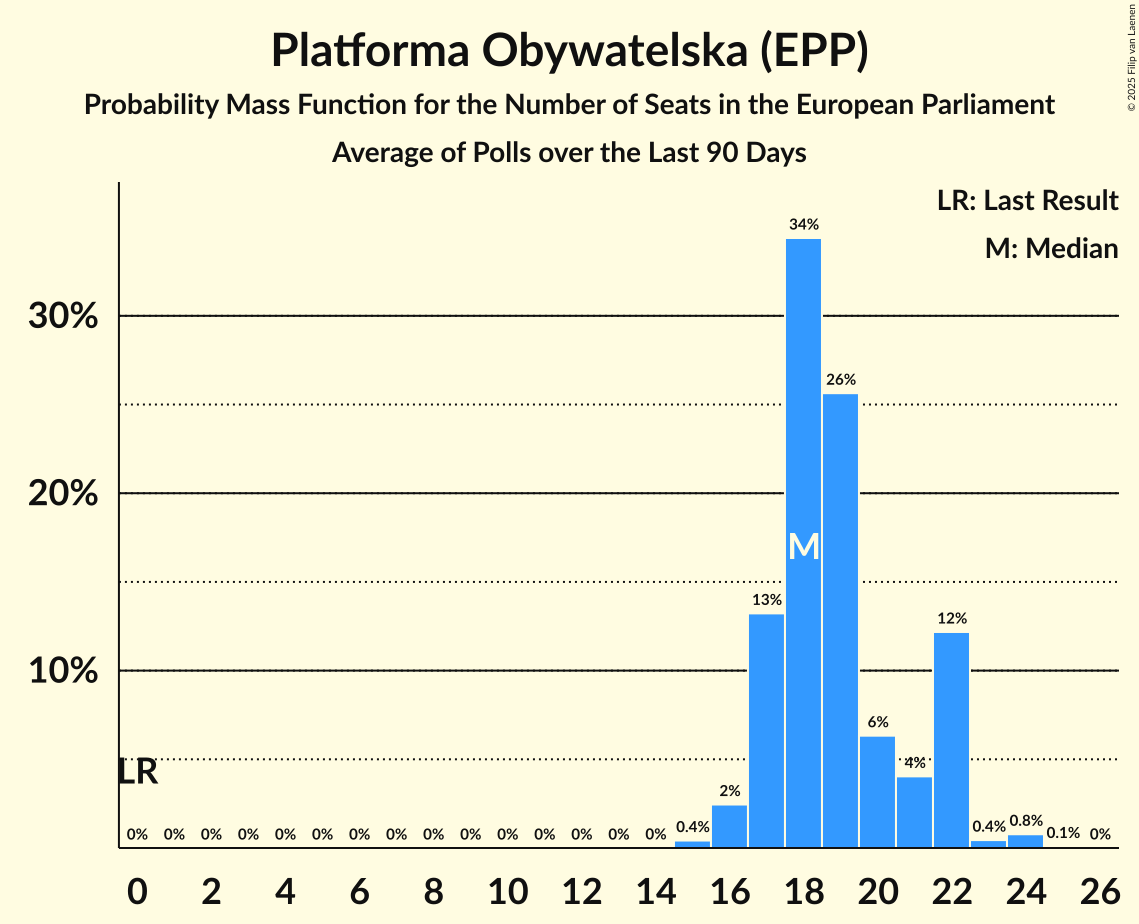 Platforma Obywatelska (EPP)
Probability Mass Function for the Number of Seats in the European Parliament
Average of Polls over the Last 90 Days
© 2025 Filip van Laenen
LR: Last Result
M: Median
34%
30%
26%
20%
M
13%
12%
10%
6%
4%
LR
2%
0% 0% 0% 0% 0% 0% 0% 0% 0% 0% 0% 0% 0% 0% 0% 0.4% 0.4% 0.8% 0.1% 0%
0 2 4 6 8 10 12 14 16 18 20 22 24 26